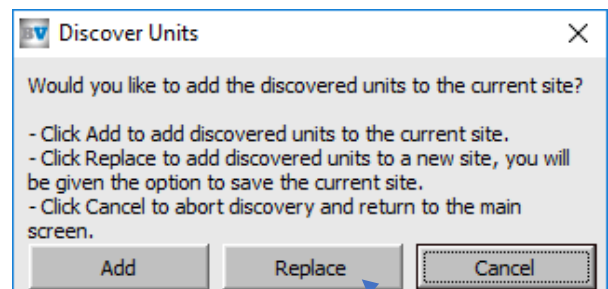 BV Discover Units
Would you like to add the discovered units to the current site?
- Click Add to add discovered units to the current site.
- Click Replace to add discovered units to a new site, you will
be given the option to save the current site.
- Click Cancel to abort discovery and return to the main
screen.
Add Replace Cancel